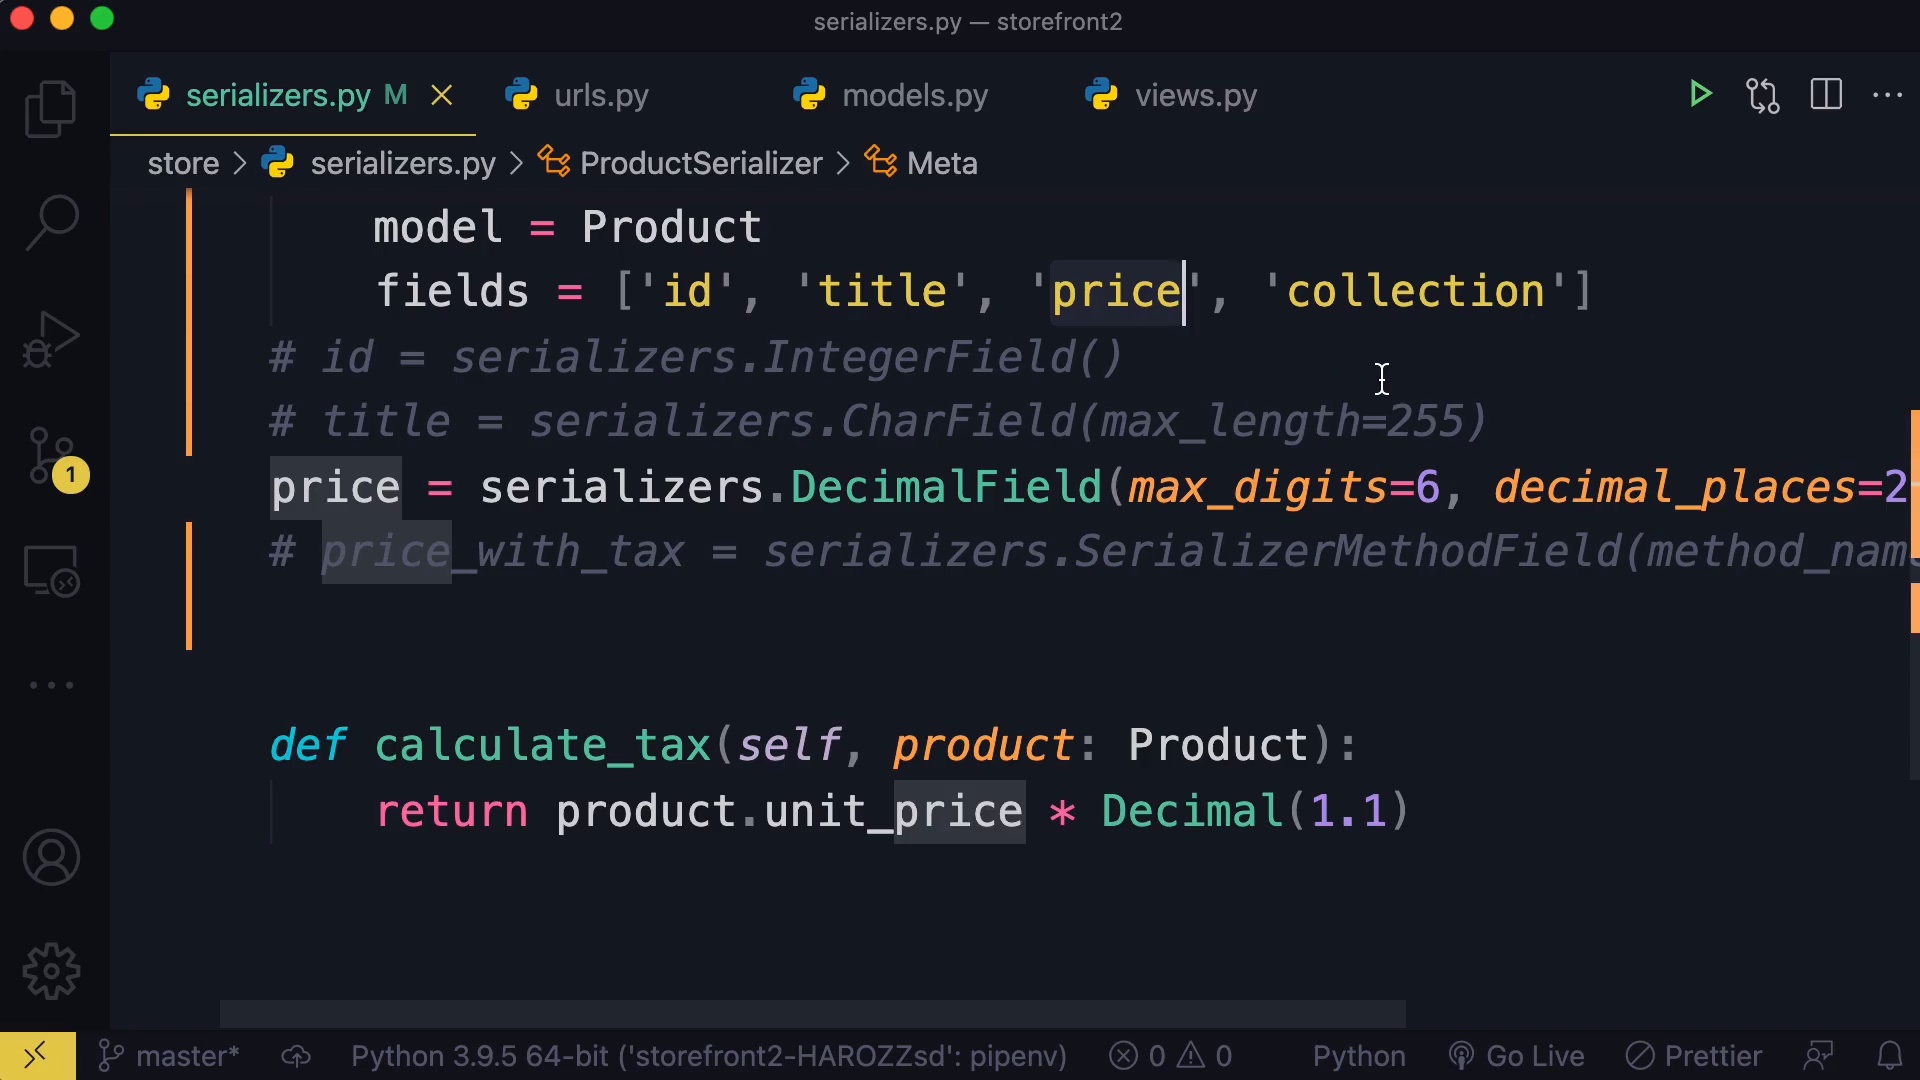 serializers.py — storefront2
serializers.py M urls.py models.py views.py
store > serializers.py > ProductSerializer > Meta
model = Product
fields = ['id', 'title', 'price', 'collection']
# id = serializers.IntegerField()
# title = serializers.CharField(max_length=255)
price = serializers.DecimalField(max_digits=6, decimal_places=2
# price_with_tax = serializers.SerializerMethodField(method_nam
1
def calculate_tax(self, product: Product):
return product.unit_price * Decimal(1.1)
master* Python 3.9.5 64-bit ('storefront2-HAROZZsd': pipenv) 0 0 Python Go Live Prettier